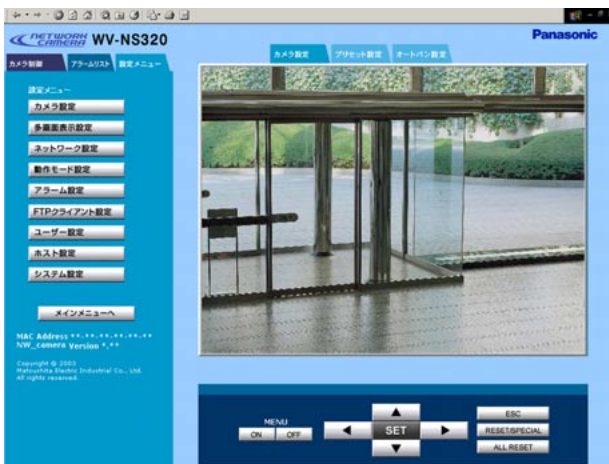 NETWORK CAMERA WV-NS320
Panasonic
カメラ制御 アラームリスト 設定メニュー
カメラ設定 プリセット設定 オートパン設定
設定メニュー
カメラ設定
多画面表示設定
ネットワーク設定
動作モード設定
アラーム設定
FTPクライアント設定
ユーザー設定
ホスト設定
システム設定
メインメニューへ
MAC Address **.**.**.**.**.**
NW_camera Version *.**
Copyright @ 2003
Matsushita Electric Industrial Co., Ltd.
All rights reserved.
MENU
ON OFF
SET
ESC
RESET/SPECIAL
ALL RESET